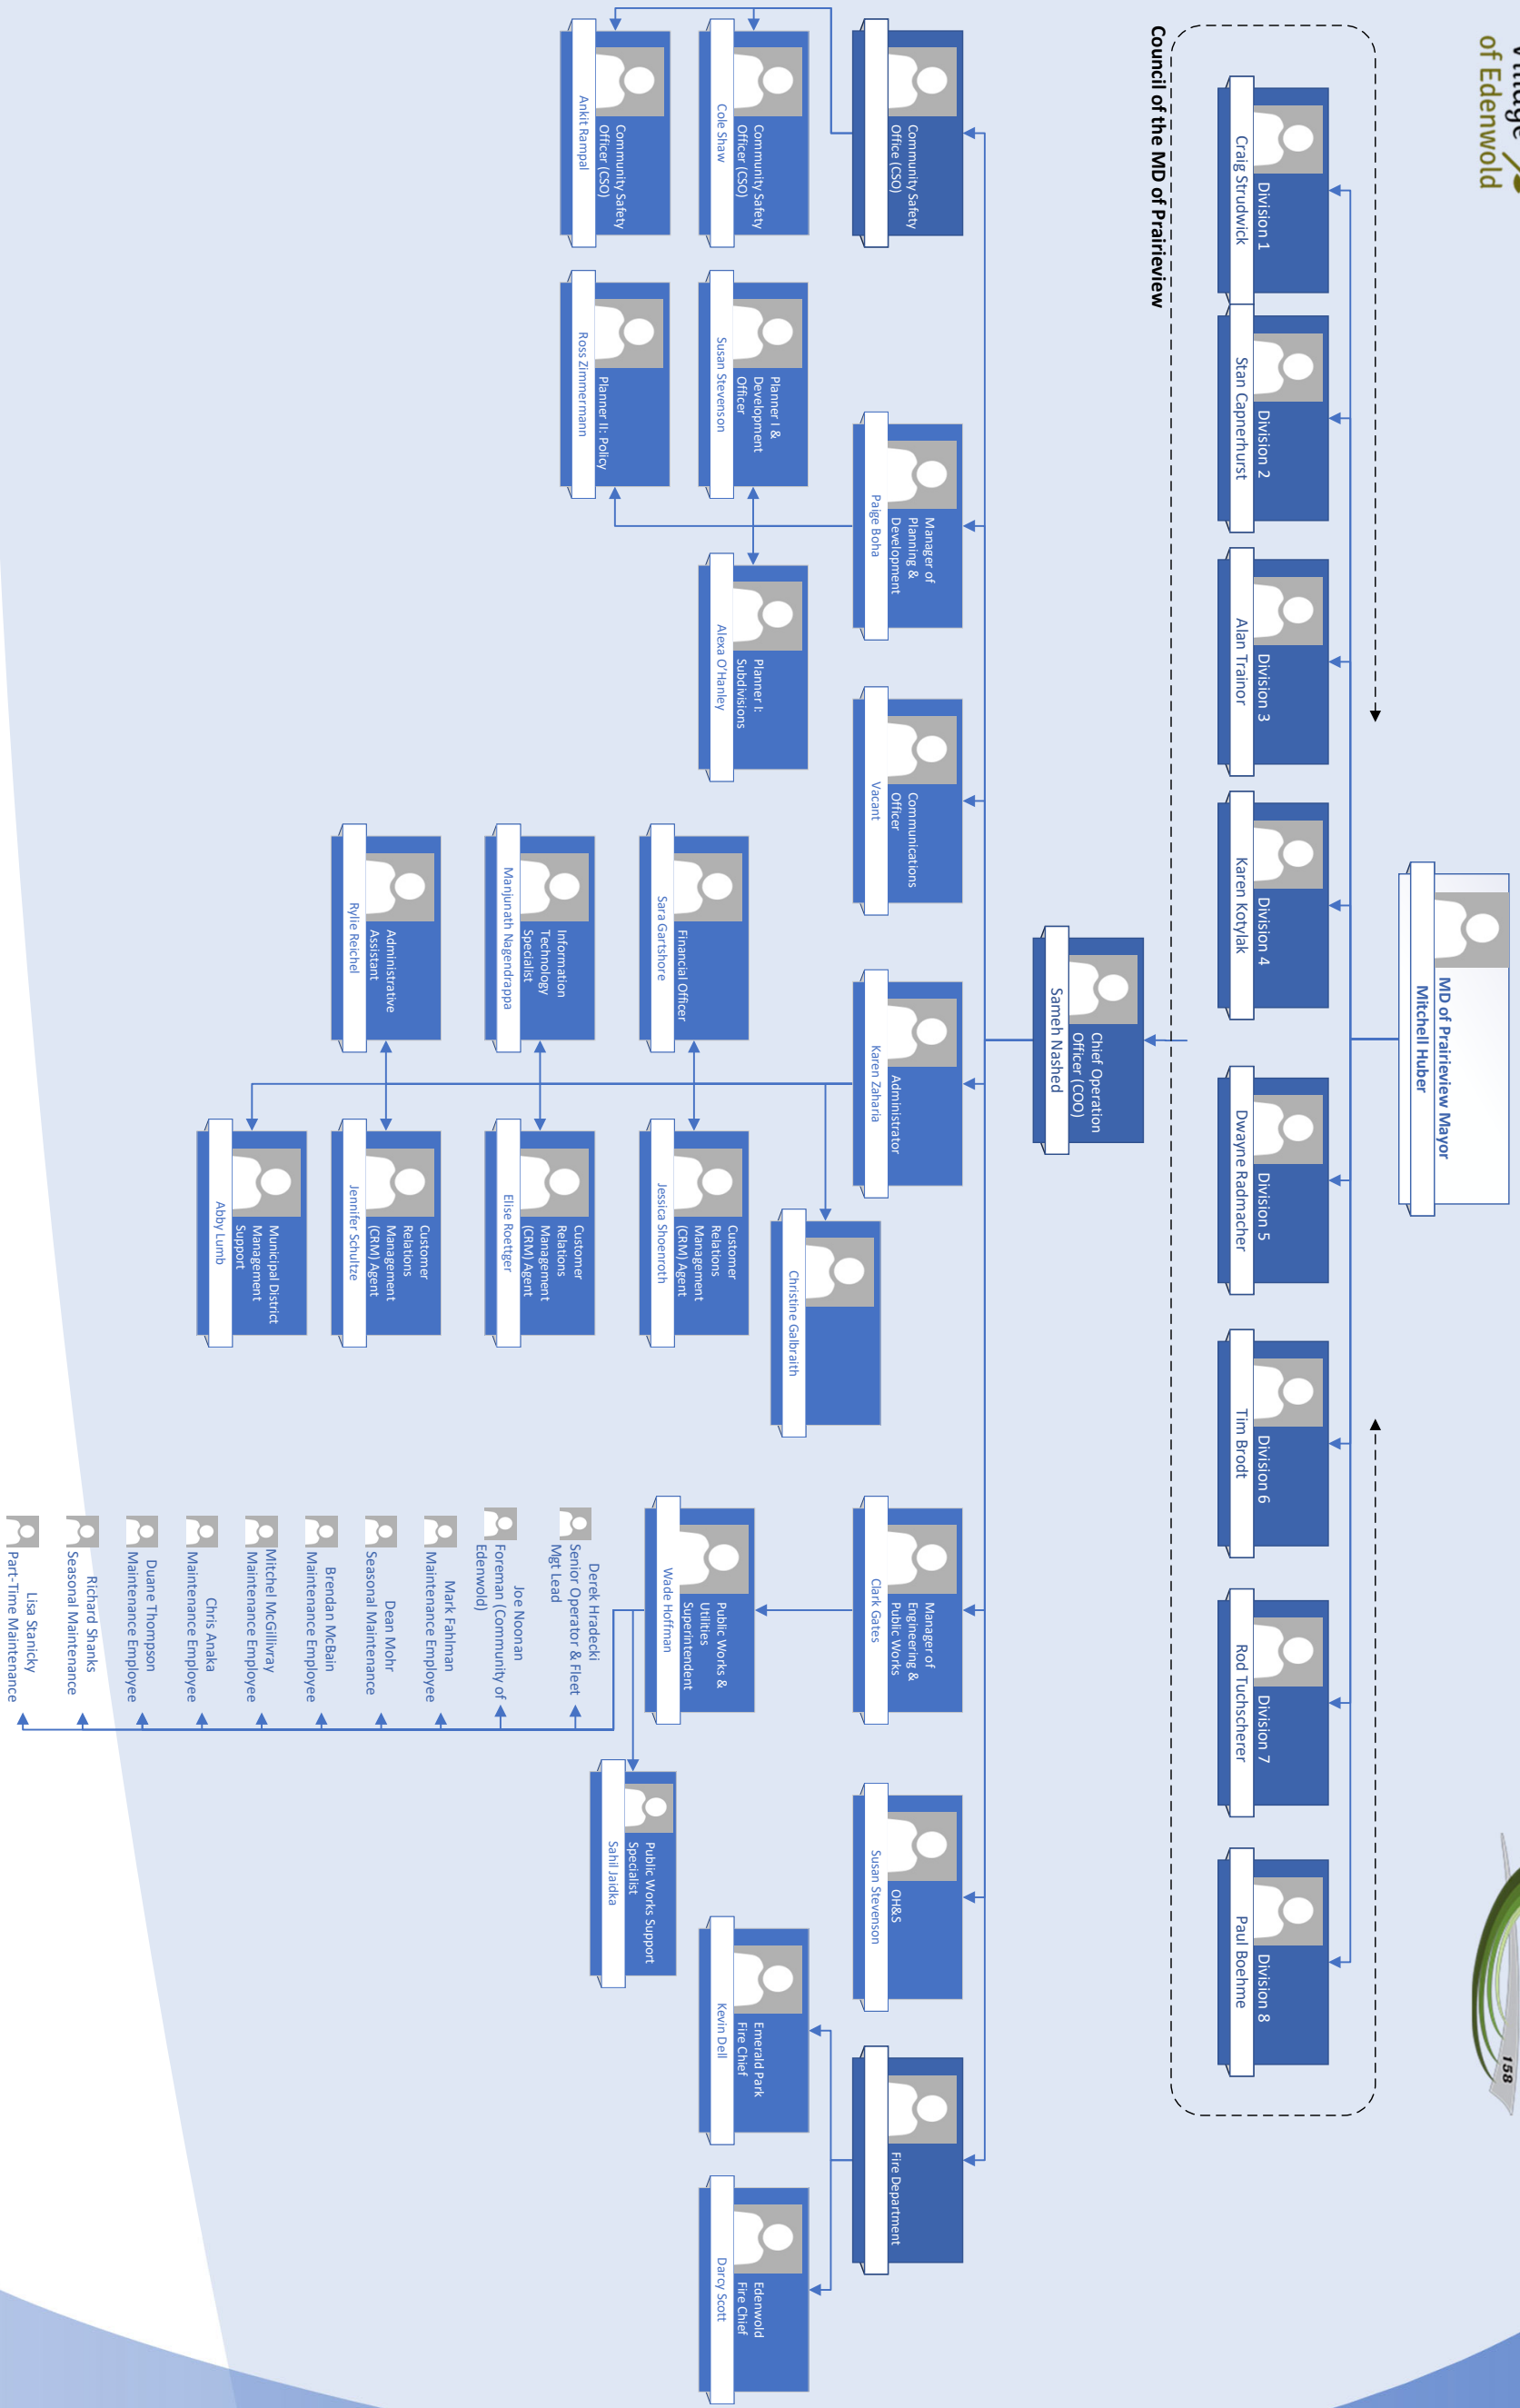 Village
of Edenwold
158
MD of Prairieview Mayor
Mitchell Huber
Division 1
Craig Strudwick
Division 2
Stan Capnerhurst
Division 3
Alan Trainor
Division 4
Karen Kotylak
Division 5
Dwayne Radmacher
Division 6
Tim Brodt
Division 7
Rod Tuchscherer
Division 8
Paul Boehme
Council of the MD of Prairieview
Chief Operation
Officer (COO)
Sameh Nashed
Community Safety
Office (CSO)
Manager of
Planning &
Development
Paige Boha
Communications
Officer
Vacant
Administrator
Karen Zaharia
Manager of
Engineering &
Public Works
Clark Gates
OH&S
Susan Stevenson
Fire Department
Community Safety
Officer (CSO)
Cole Shaw
Community Safety
Officer (CSO)
Ankit Rampal
Planner I &
Development
Officer
Susan Stevenson
Planner II: Policy
Ross Zimmermann
Planner I:
Subdivisions
Alexa O'Hanley
Christine Galbraith
Financial Officer
Sara Gartshore
Customer
Relations
Management
(CRM) Agent
Jessica Shoenroth
Information
Technology
Specialist
Manjunath Nagendrappa
Customer
Relations
Management
(CRM) Agent
Elise Roettger
Administrative
Assistant
Rylie Reichel
Customer
Relations
Management
(CRM) Agent
Jennifer Schultze
Municipal District
Management
Support
Abby Lumb
Public Works &
Utilities
Superintendent
Wade Hoffman
Public Works Support
Specialist
Sahil Jaidka
Emerald Park
Fire Chief
Kevin Dell
Edenwold
Fire Chief
Darcy Scott
Derek Hradecki
Senior Operator & Fleet
Mgt Lead
Joe Noonan
Foreman (Community of
Edenwold)
Mark Fahlman
Maintenance Employee
Dean Mohr
Seasonal Maintenance
Brendan McBain
Maintenance Employee
Mitchel McGillivray
Maintenance Employee
Chris Anaka
Maintenance Employee
Duane Thompson
Maintenance Employee
Richard Shanks
Seasonal Maintenance
Lisa Stanicky
Part-Time Maintenance